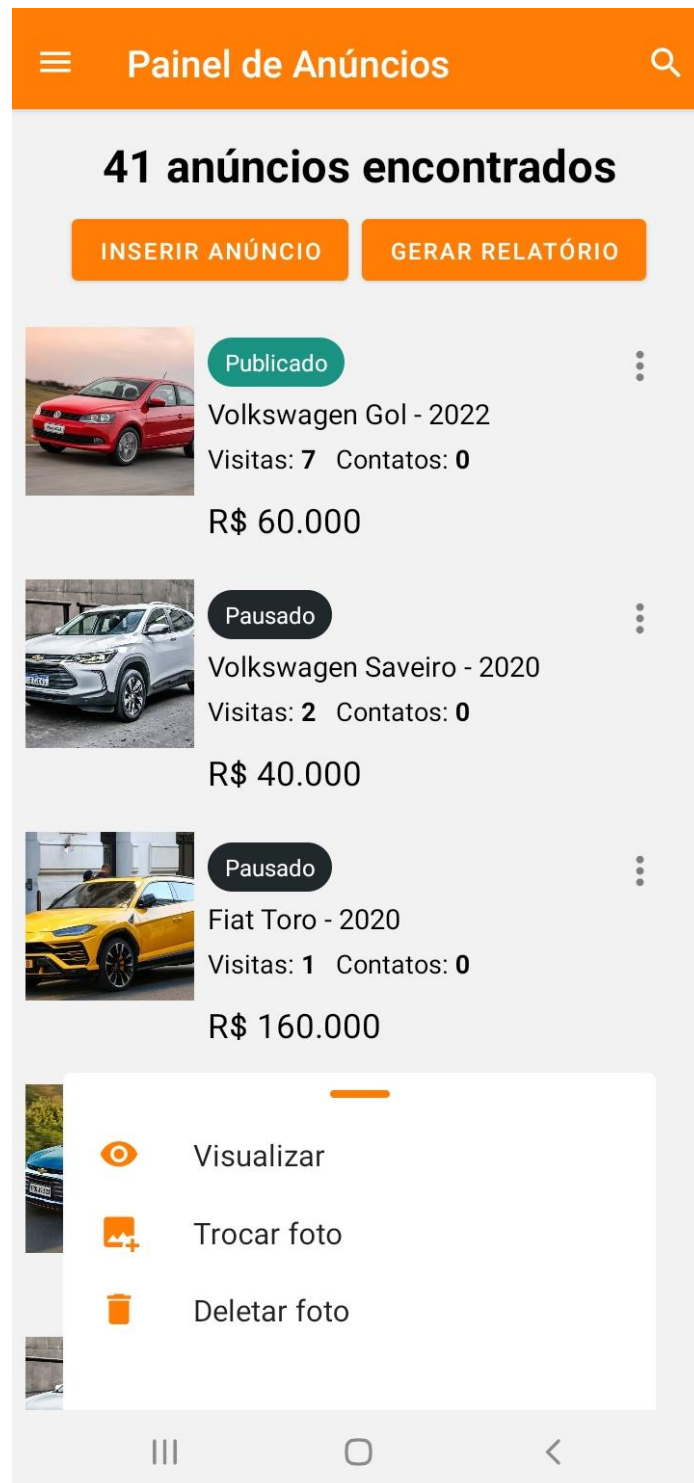 Painel de Anúncios
41 anúncios encontrados
INSERIR ANÚNCIO GERAR RELATÓRIO
Publicado
Volkswagen Gol - 2022
Visitas: 7 Contatos: 0
R$ 60.000
Pausado
Volkswagen Saveiro - 2020
Visitas: 2 Contatos: 0
R$ 40.000
Pausado
Fiat Toro - 2020
Visitas: 1 Contatos: 0
R$ 160.000
Visualizar
Trocar foto
Deletar foto